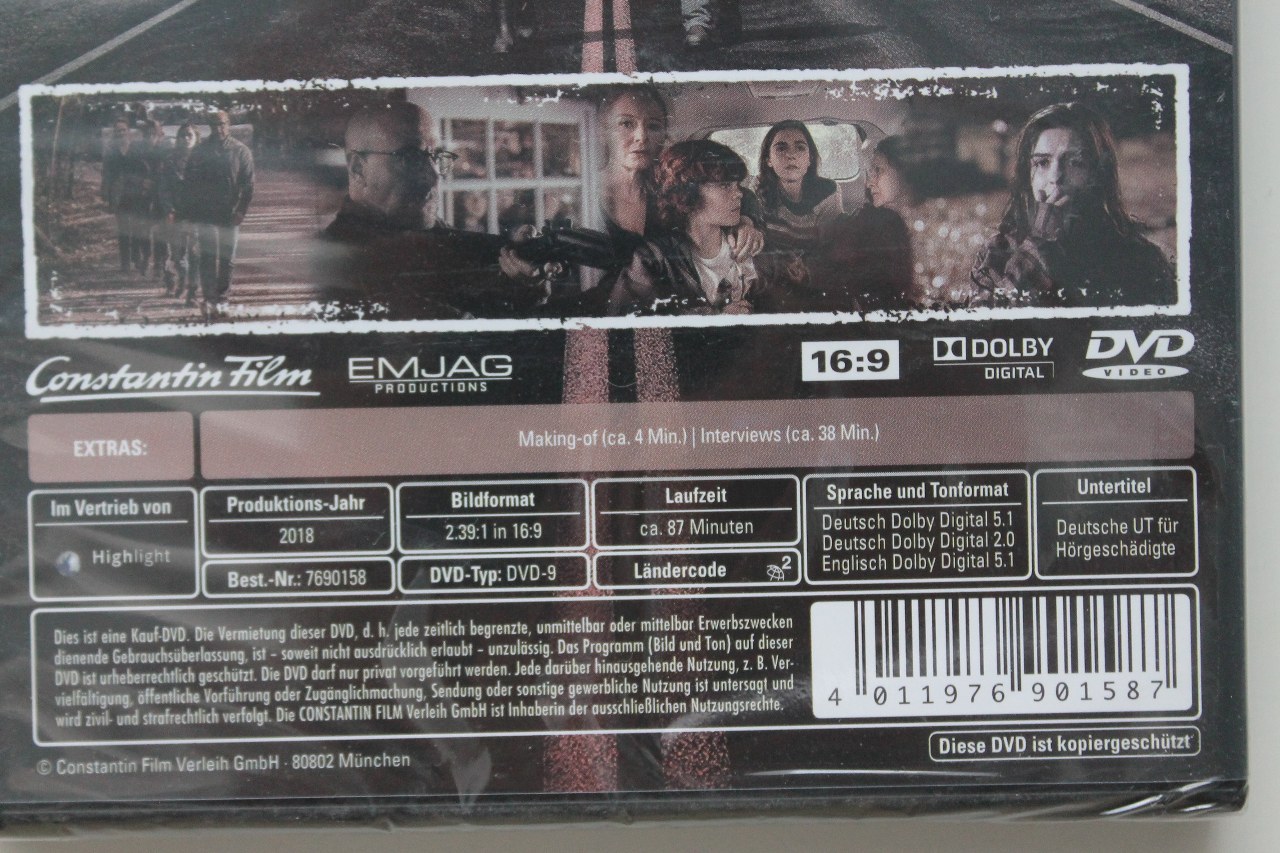 Constantin Film
EMJAG
PRODUCTIONS
16:9
DOLBY
DIGITAL
DVD
VIDEO
EXTRAS:
Making-of (ca. 4 Min.) | Interviews (ca. 38 Min.)
Im Vertrieb von
Highlight
Produktions-Jahr
2018
Best.-Nr.: 7690158
Bildformat
2.39:1 in 16:9
DVD-Typ: DVD-9
Laufzeit
ca. 87 Minuten
Ländercode 2
Sprache und Tonformat
Deutsch Dolby Digital 5.1
Deutsch Dolby Digital 2.0
Englisch Dolby Digital 5.1
Untertitel
Deutsche UT für
Hörgeschädigte
Dies ist eine Kauf-DVD. Die Vermietung dieser DVD, d. h. jede zeitlich begrenzte, unmittelbar oder mittelbar Erwerbszwecken
dienende Gebrauchsüberlassung, ist – soweit nicht ausdrücklich erlaubt – unzulässig. Das Programm (Bild und Ton) auf dieser
DVD ist urheberrechtlich geschützt. Die DVD darf nur privat vorgeführt werden. Jede darüber hinausgehende Nutzung, z. B. Ver-
vielfältigung, öffentliche Vorführung oder Zugänglichmachung, Sendung oder sonstige gewerbliche Nutzung ist untersagt und
wird zivil- und strafrechtlich verfolgt. Die CONSTANTIN FILM Verleih GmbH ist Inhaberin der ausschließlichen Nutzungsrechte.
4 011976 901587
Diese DVD ist kopiergeschützt
© Constantin Film Verleih GmbH · 80802 München